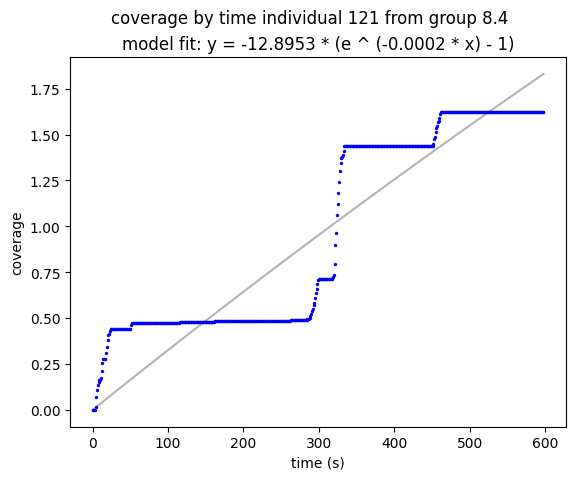 coverage by time individual 121 from group 8.4
model fit: y = -12.8953 * (e ^ (-0.0002 * x) - 1)
1.75
1.50
1.25
1.00
0.75
0.50
0.25
0.00
coverage
0 100 200 300 400 500 600
time (s)